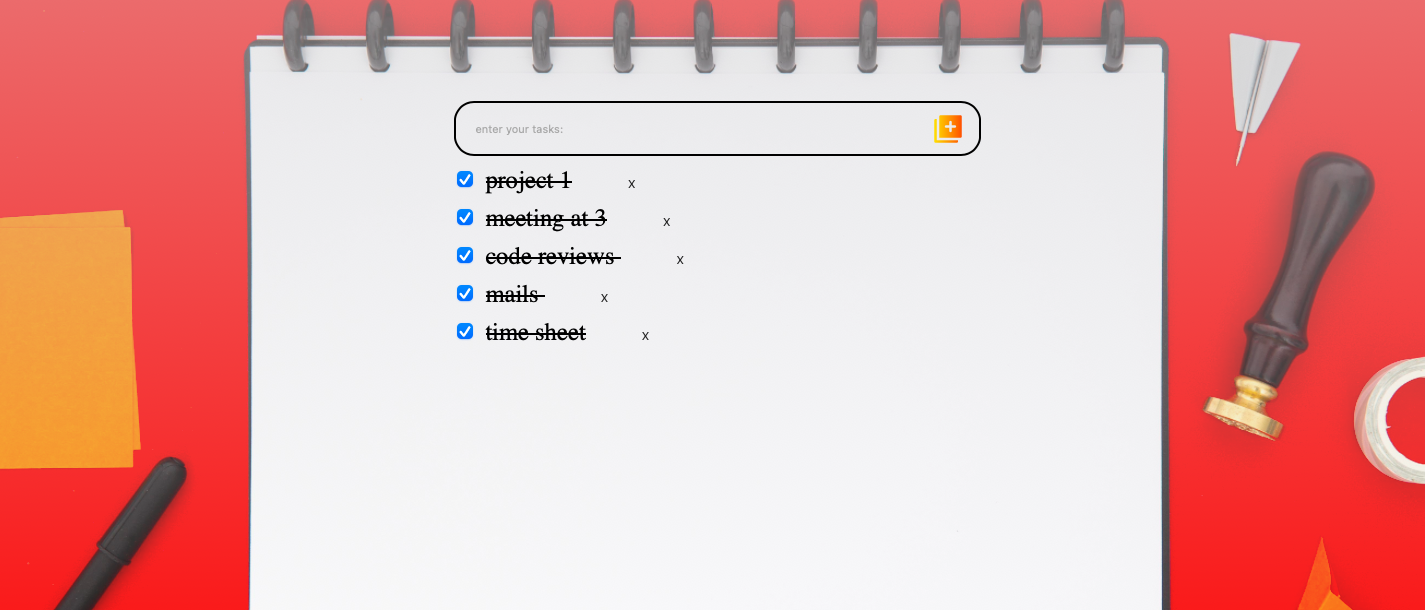 enter your tasks:
project 1 x
meeting at 3 x
code reviews x
mails x
time sheet x